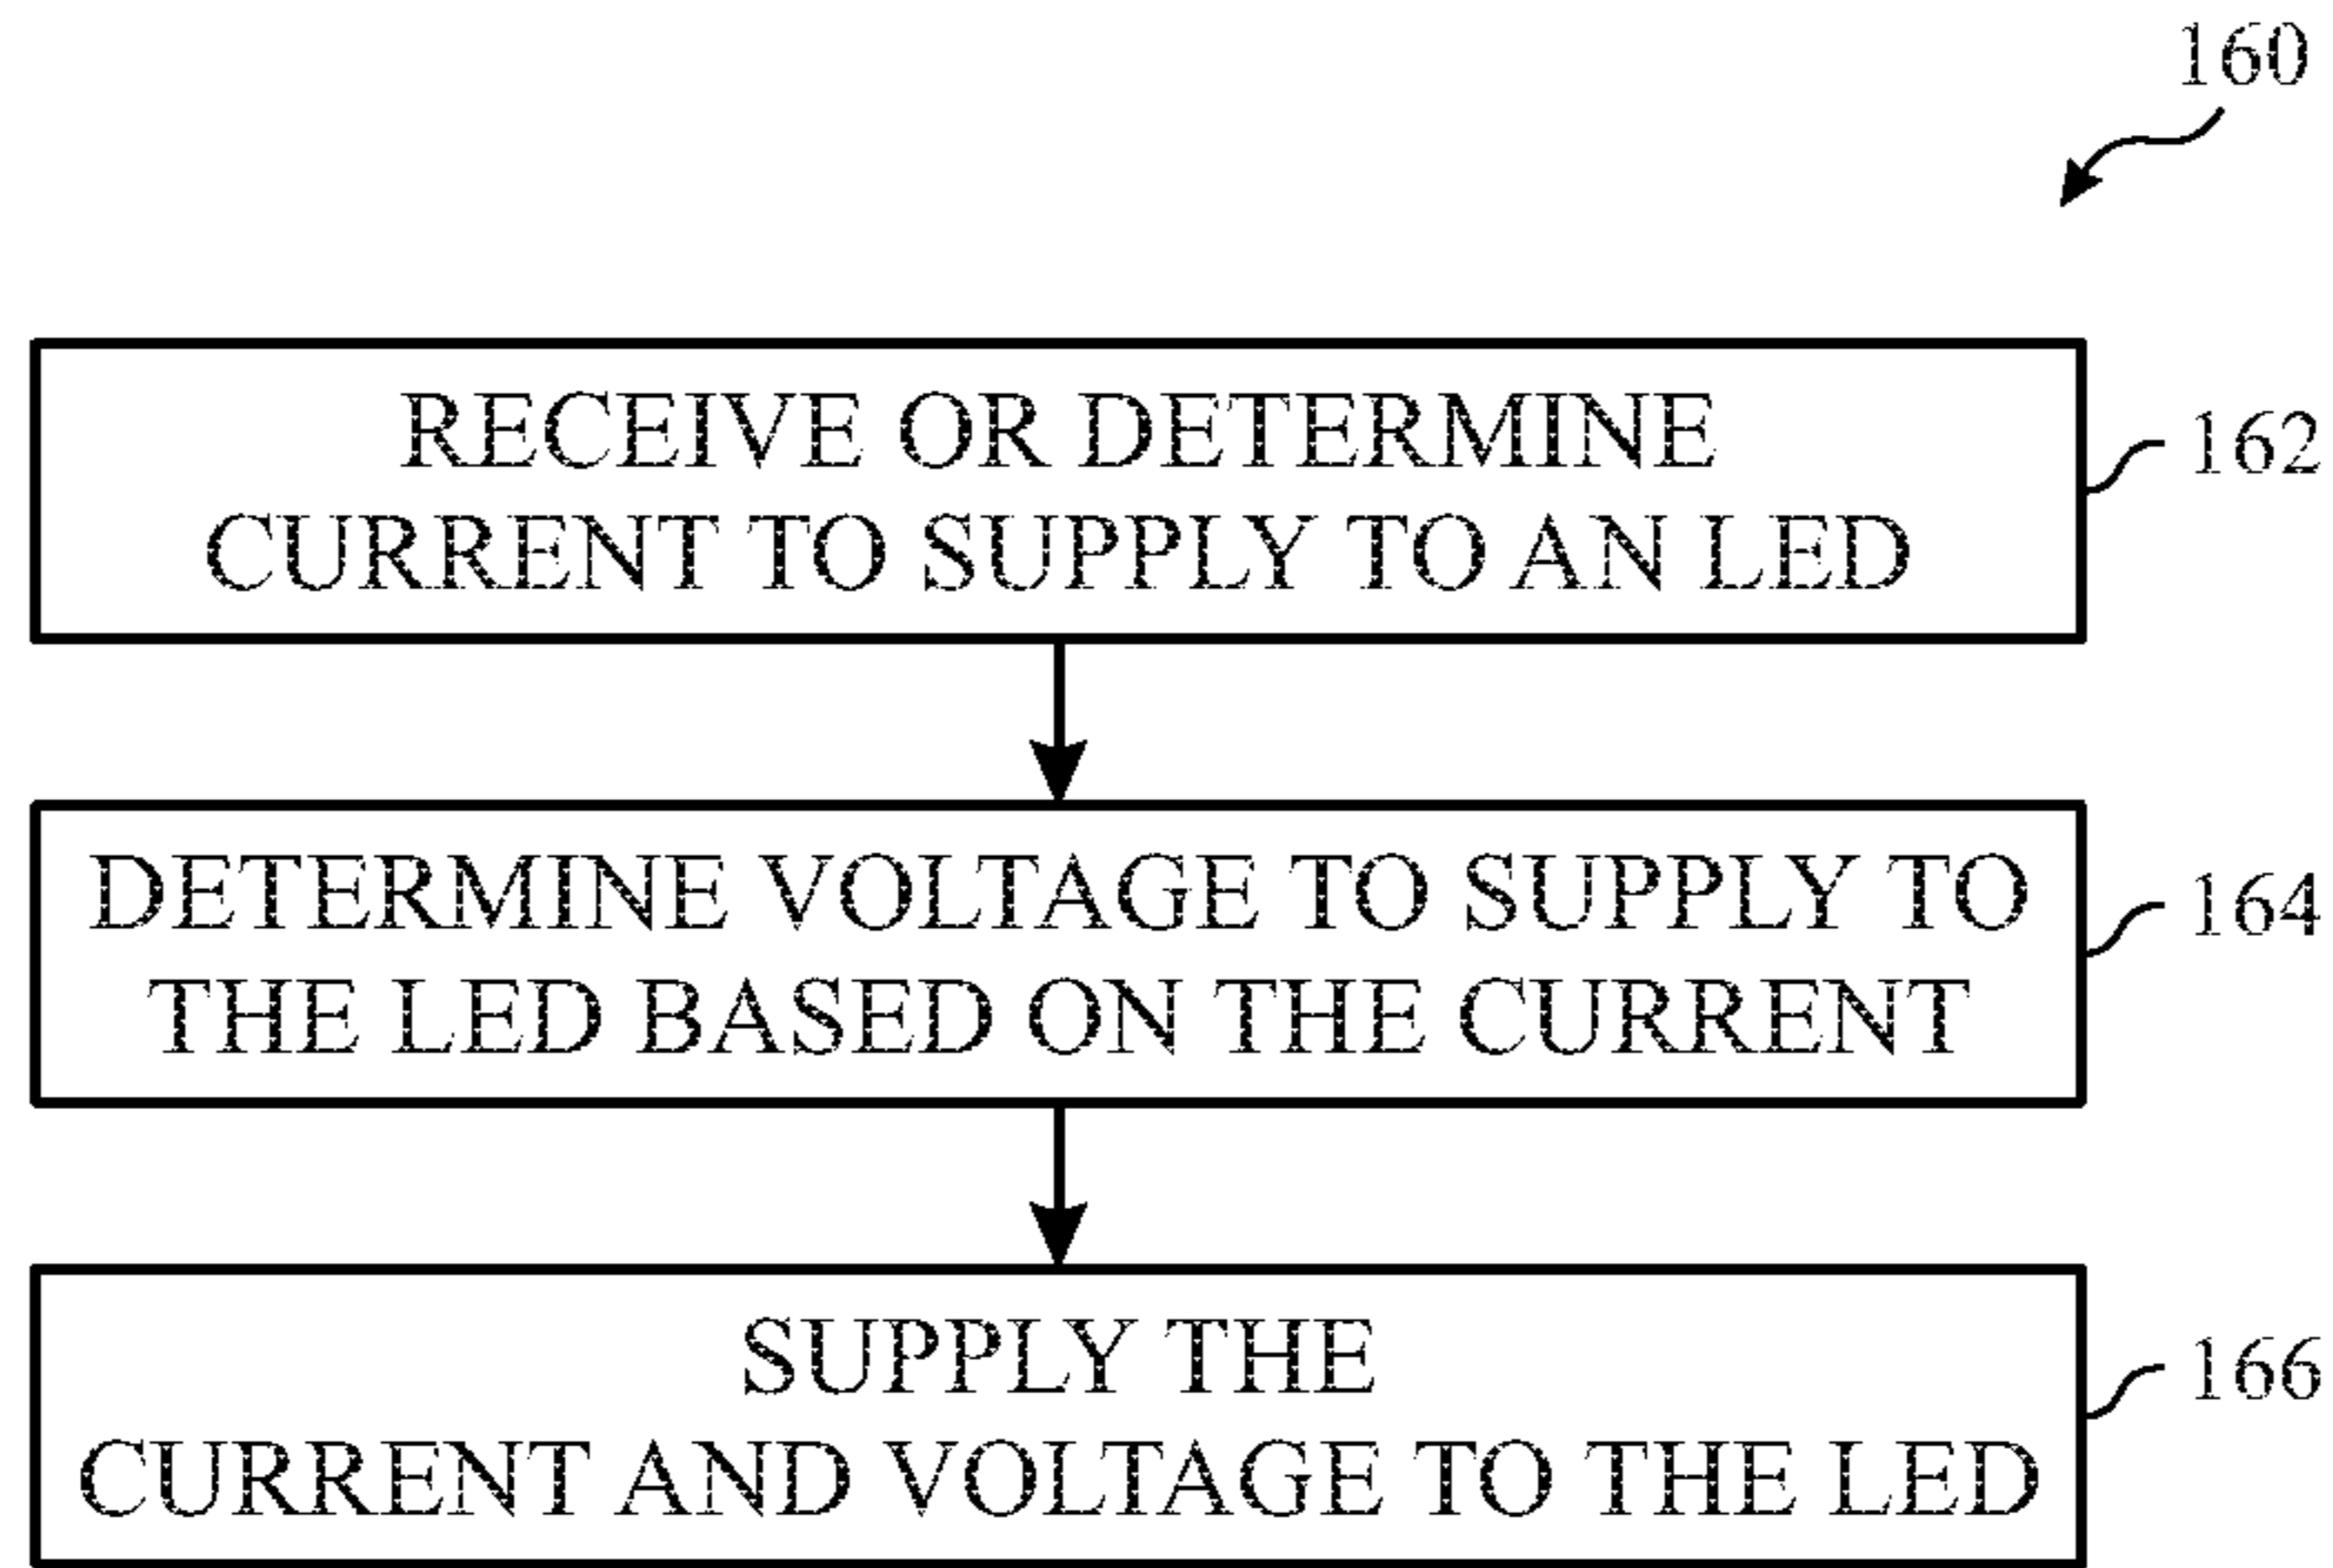 160
RECEIVE OR DETERMINE
CURRENT TO SUPPLY TO AN LED
162
DETERMINE VOLTAGE TO SUPPLY TO
THE LED BASED ON THE CURRENT
164
SUPPLY THE
CURRENT AND VOLTAGE TO THE LED
166